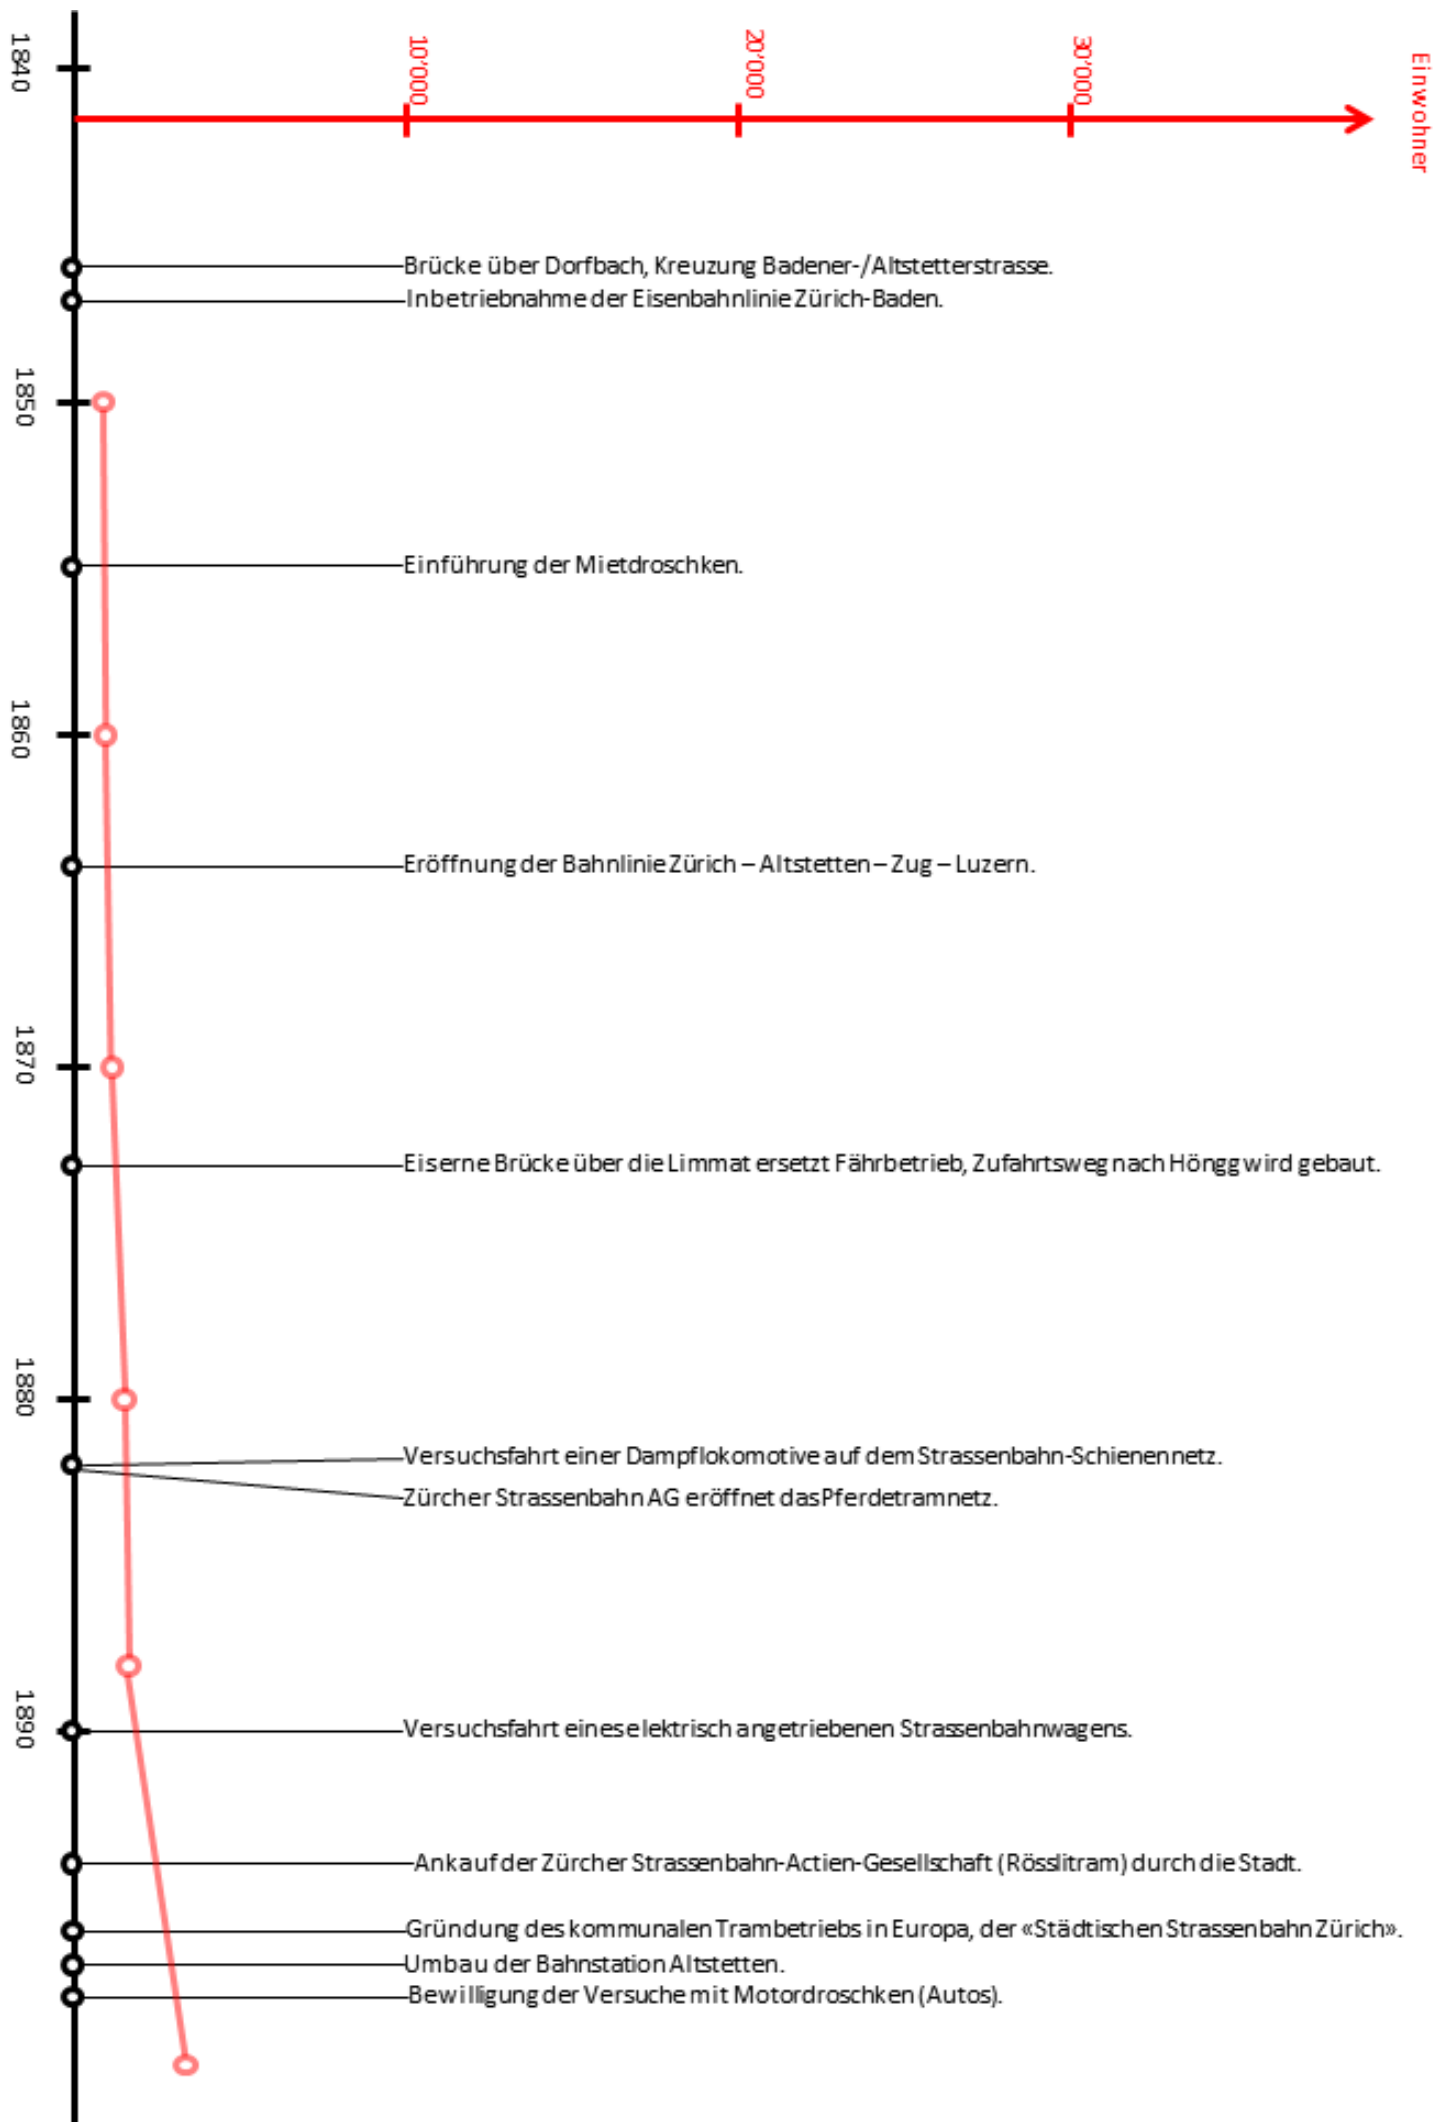 Einwohner
10'000
20'000
30'000
1840
Brücke über Dorfbach, Kreuzung Badener-/Altstetterstrasse.
Inbetriebnahme der Eisenbahnlinie Zürich-Baden.
1850
Einführung der Mietdroschken.
1860
Eröffnung der Bahnlinie Zürich – Altstetten – Zug – Luzern.
1870
Eiserne Brücke über die Limmat ersetzt Fährbetrieb, Zufahrtsweg nach Höngg wird gebaut.
1880
Versuchsfahrt einer Dampflokomotive auf dem Strassenbahn-Schienennetz.
Zürcher Strassenbahn AG eröffnet das Pferdetramnetz.
1890
Versuchsfahrt eines elektrisch angetriebenen Strassenbahnwagens.
Ankauf der Zürcher Strassenbahn-Actien-Gesellschaft (Rösslitram) durch die Stadt.
Gründung des kommunalen Trambetriebs in Europa, der «Städtischen Strassenbahn Zürich».
Umbau der Bahnstation Altstetten.
Bewilligung der Versuche mit Motordroschken (Autos).